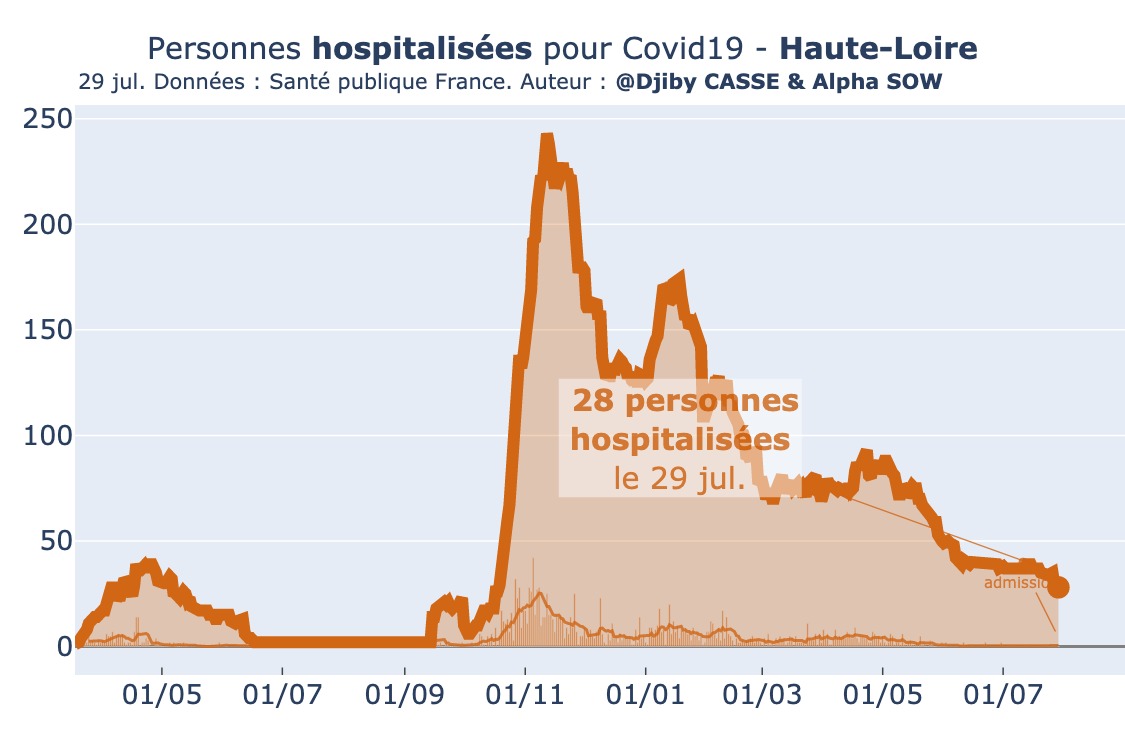 Personnes hospitalisées pour Covid19 - Haute-Loire
29 jul. Données : Santé publique France. Auteur : @Djiby CASSE & Alpha SOW
250
200
150
100
50
0
28 personnes
hospitalisées
le 29 jul.
01/05 01/07 01/09 01/11 01/01 01/03 01/05 01/07